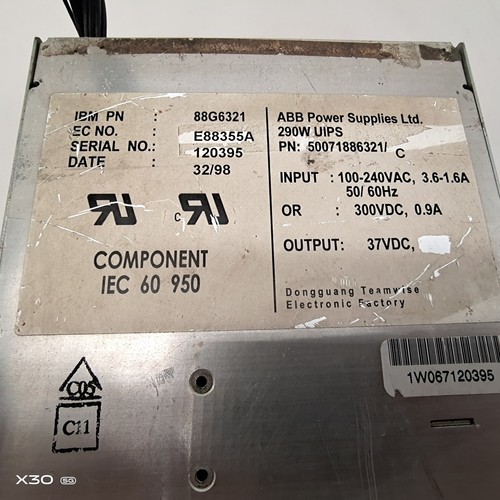 IBM PN : 88G6321
EC NO. : E88355A
SERIAL NO.: 120395
DATE : 32/98
c
COMPONENT
IEC 60 950
ABB Power Supplies Ltd.
290W UIPS
PN: 50071886321/ C
INPUT : 100-240VAC, 3.6-1.6A
50/ 60Hz
OR : 300VDC, 0.9A
OUTPUT: 37VDC,
Dongguang Teamwise
Electronic Factory
1W067120395
C05
C11
X30 5G